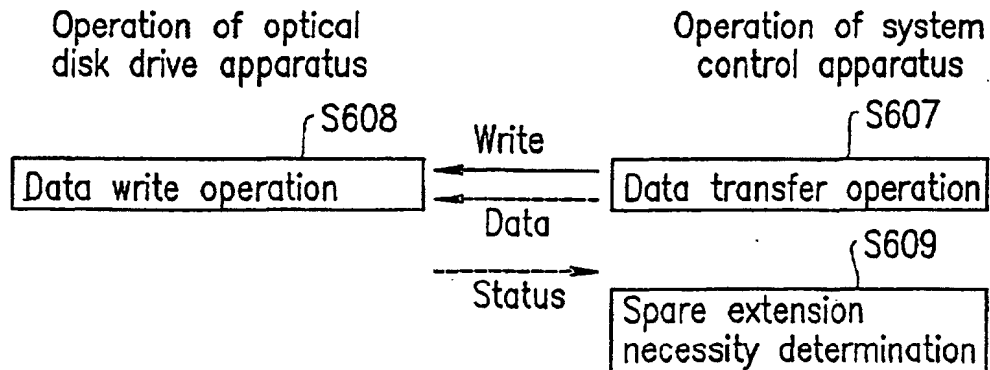 Operation of optical
disk drive apparatus
Operation of system
control apparatus
S608
S607
Write
Data write operation
Data transfer operation
Data
S609
Status
Spare extension
necessity determination